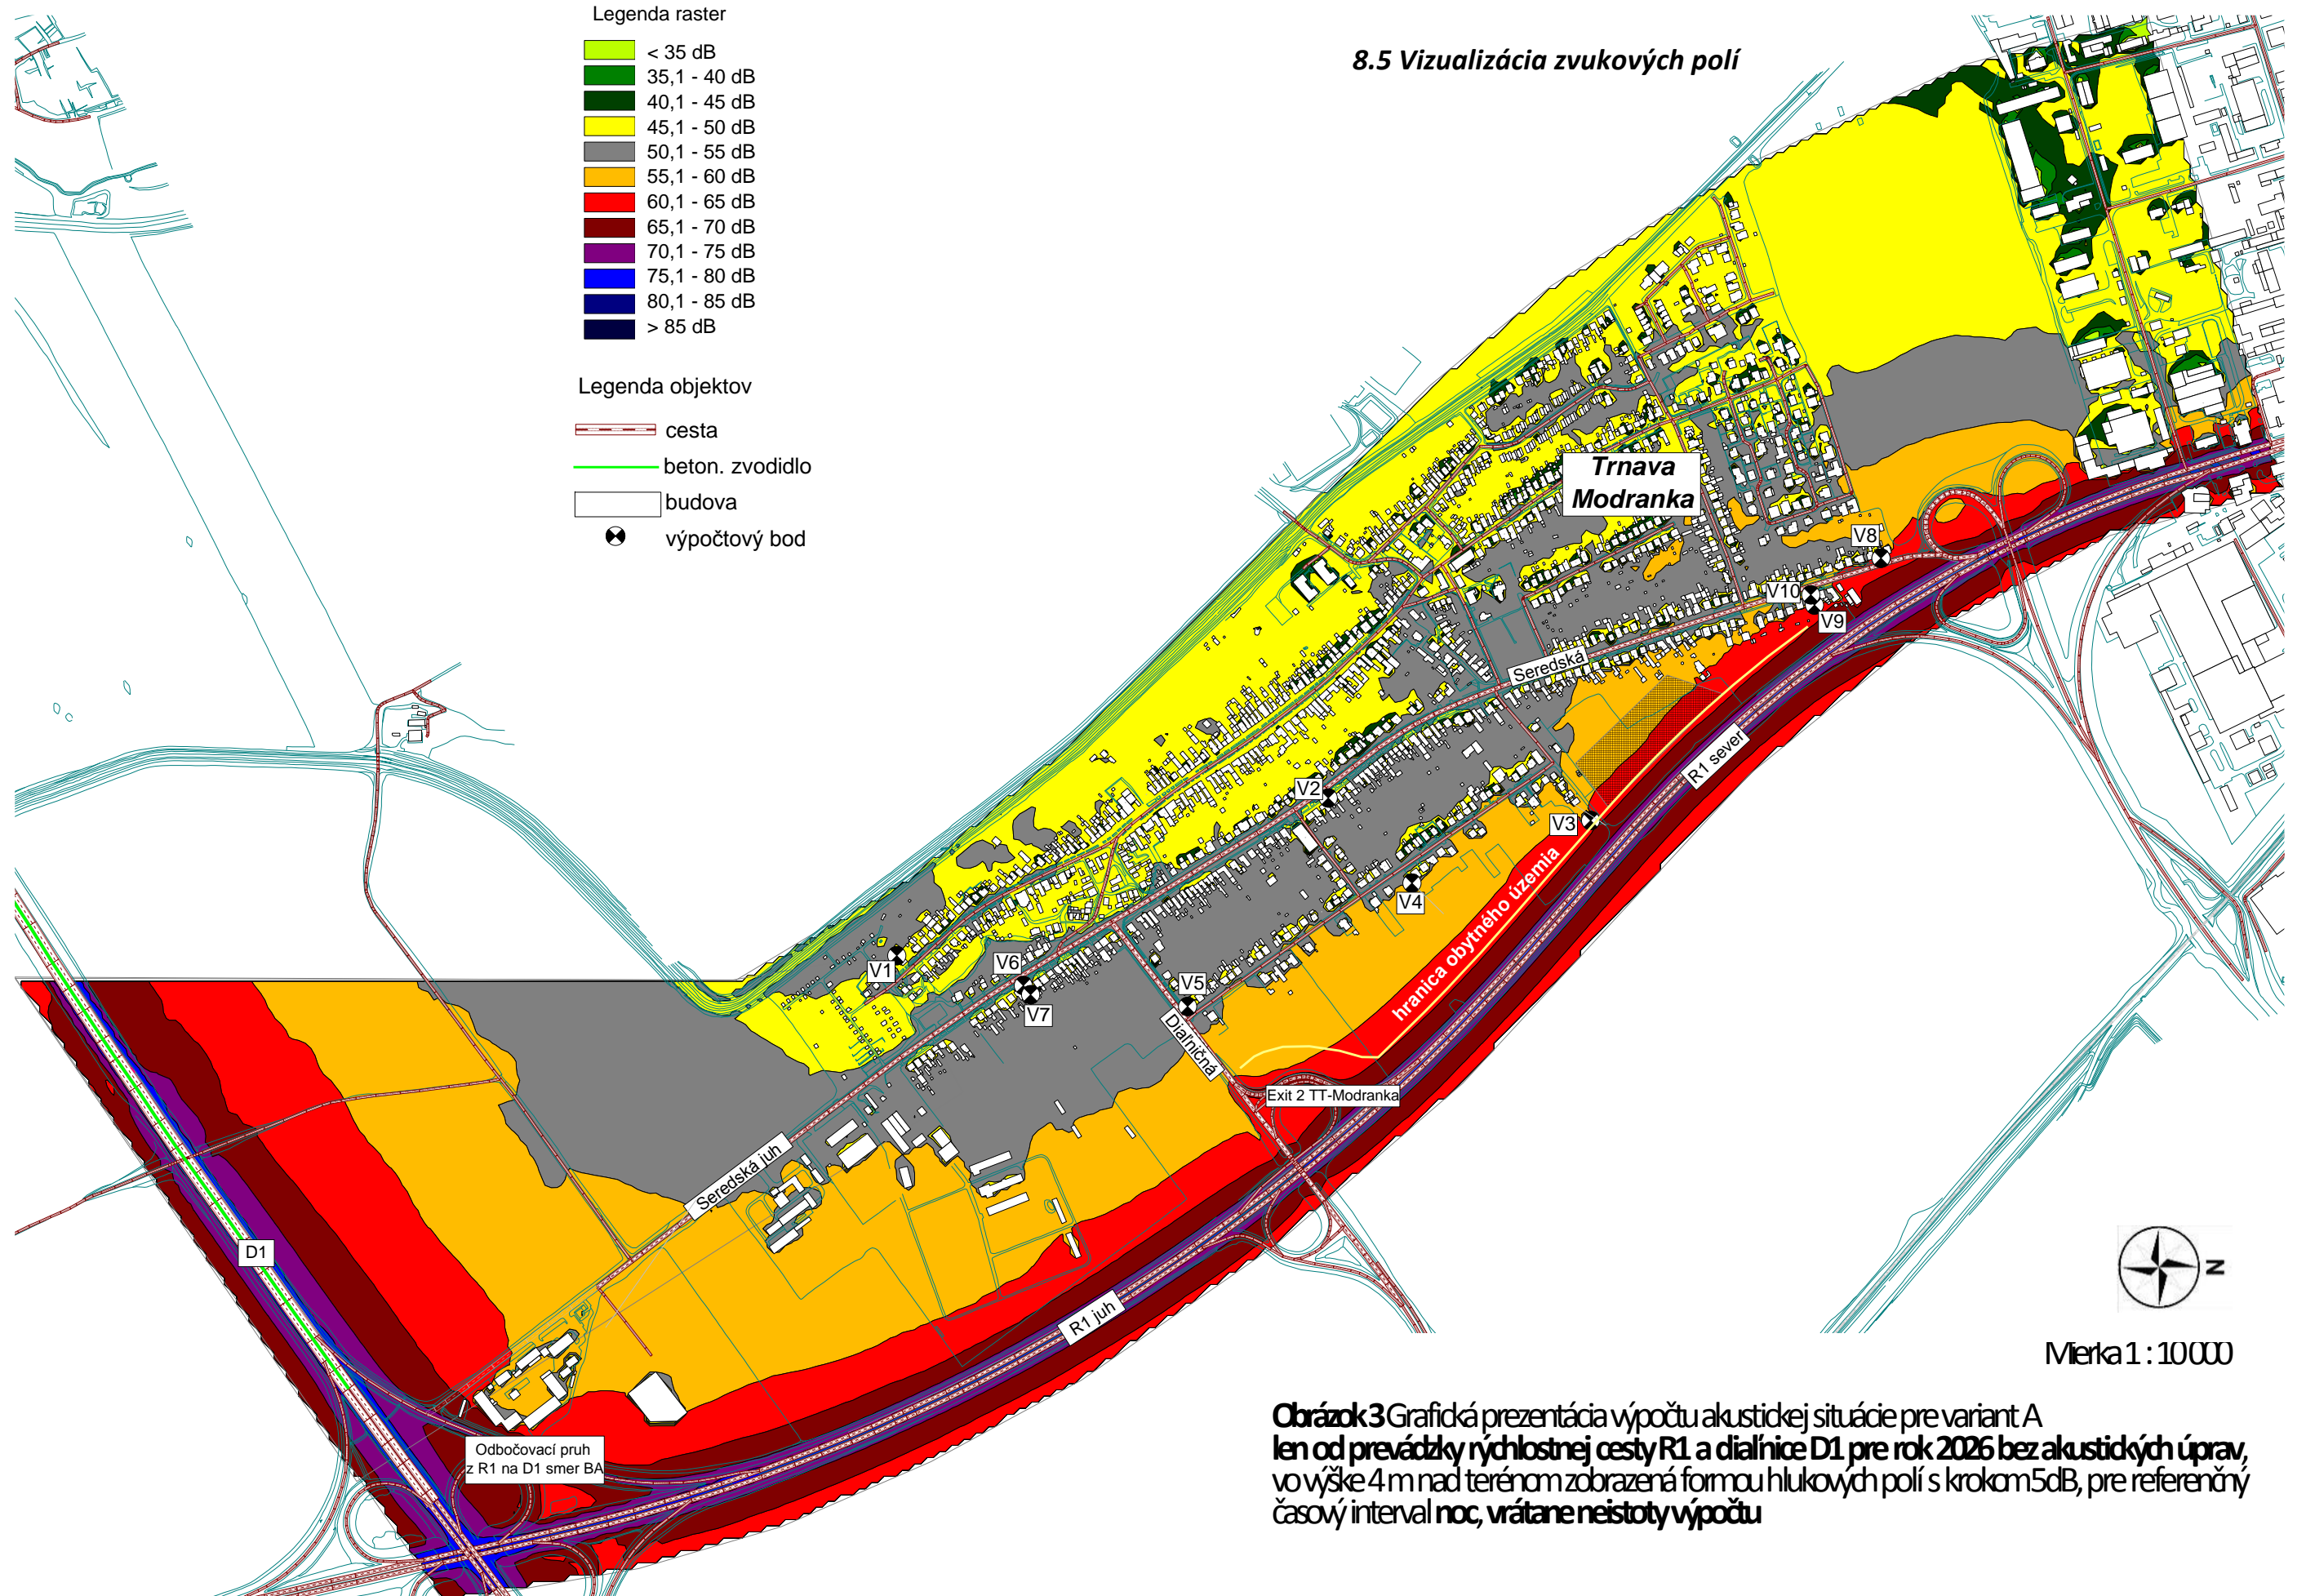 Legenda raster
< 35 dB
35,1 - 40 dB
40,1 - 45 dB
45,1 - 50 dB
50,1 - 55 dB
55,1 - 60 dB
60,1 - 65 dB
65,1 - 70 dB
70,1 - 75 dB
75,1 - 80 dB
80,1 - 85 dB
> 85 dB
Legenda objektov
cesta
beton. zvodidlo
budova
výpočtový bod
8.5 Vizualizácia zvukových polí
Trnava
Modranka
V8
V10
V9
Seredská
R1 sever
V2
V3
V4
hranica obytného územia
V1
V6
V7
V5
Diaľničná
Exit 2 TT-Modranka
Seredská juh
D1
R1 juh
Odbočovací pruh
z R1 na D1 smer BA
N
Mierka 1 : 10 000
Obrázok 3 Grafická prezentácia výpočtu akustickej situácie pre variant A
len od prevádzky rýchlostnej cesty R1 a diaľnice D1 pre rok 2026 bez akustických úprav,
vo výške 4 m nad terénom zobrazená formou hlukových polí s krokom 5dB, pre referenčný
časový interval noc, vrátane neistoty výpočtu